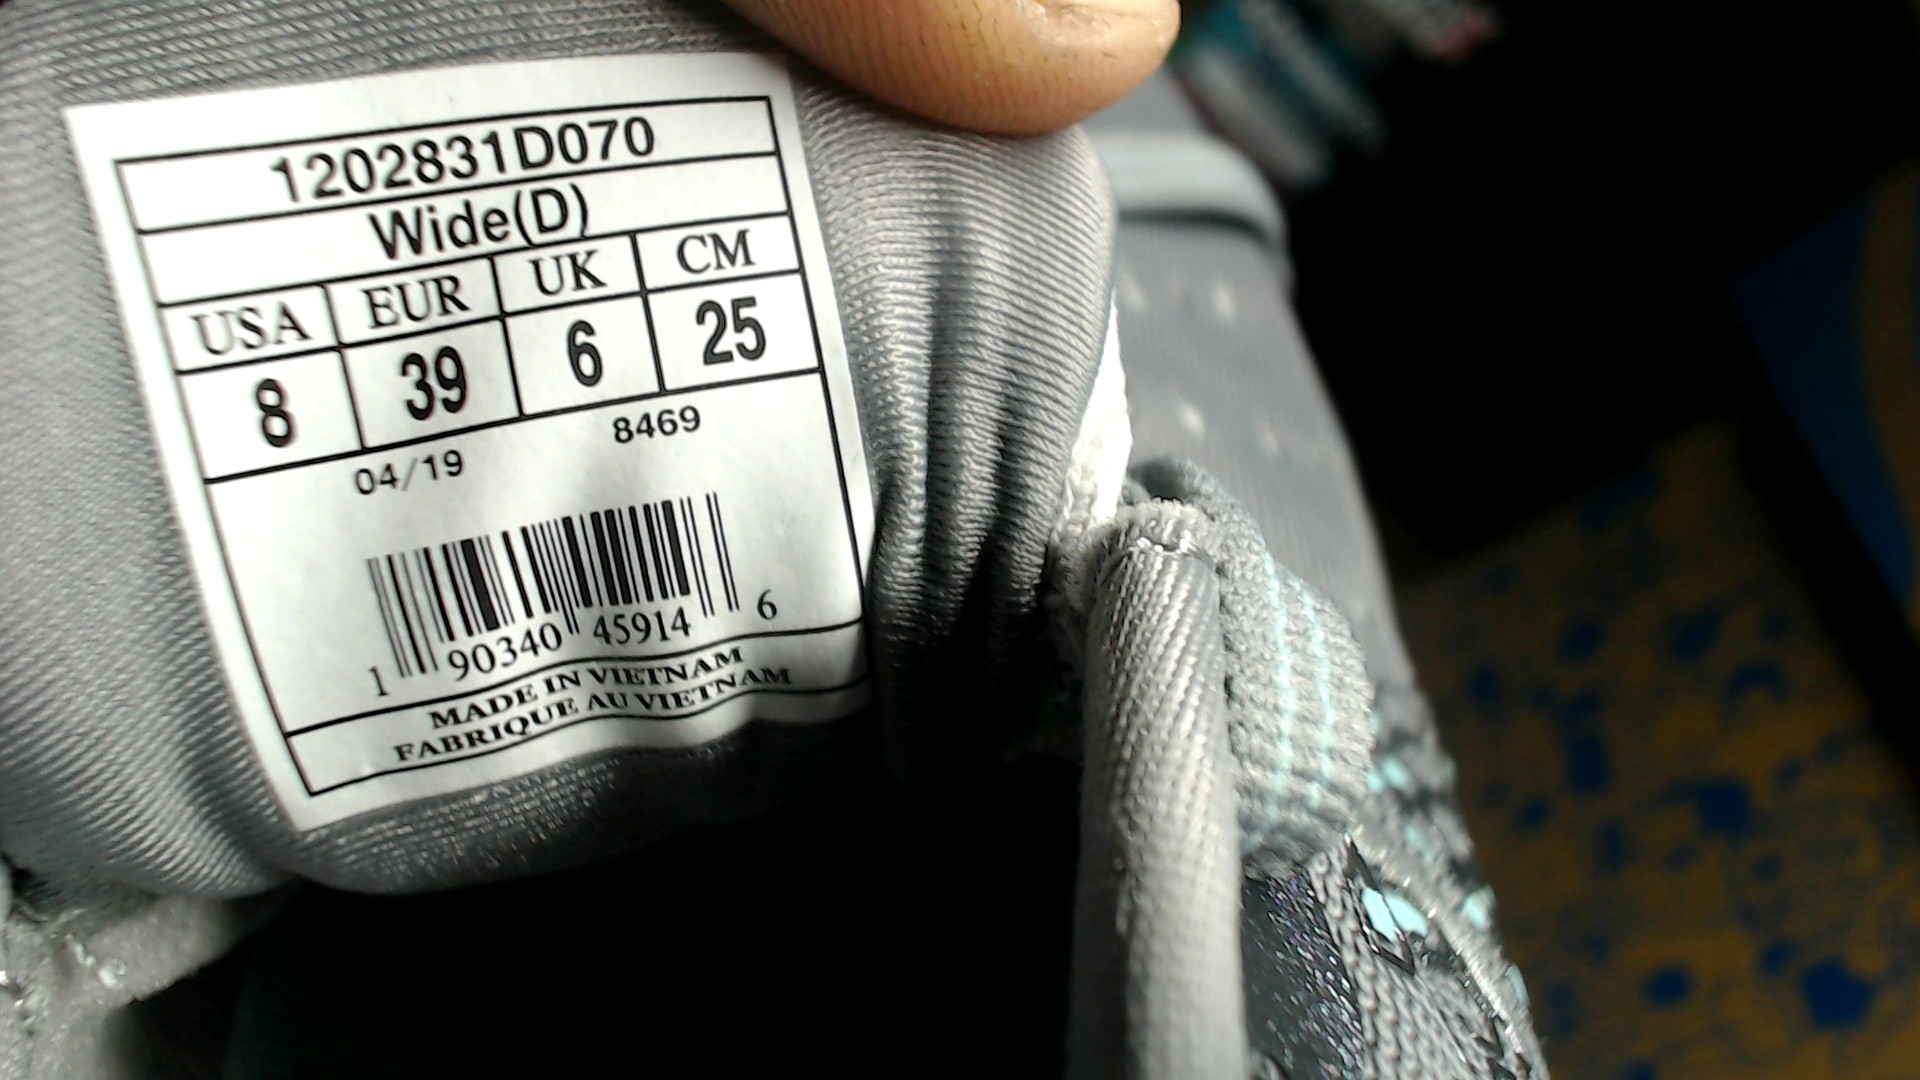 1202831D070
Wide(D)
USA EUR UK CM
8 39 6 25
04/19 8469
1 90340 45914 6
MADE IN VIETNAM
FABRIQUE AU VIETNAM